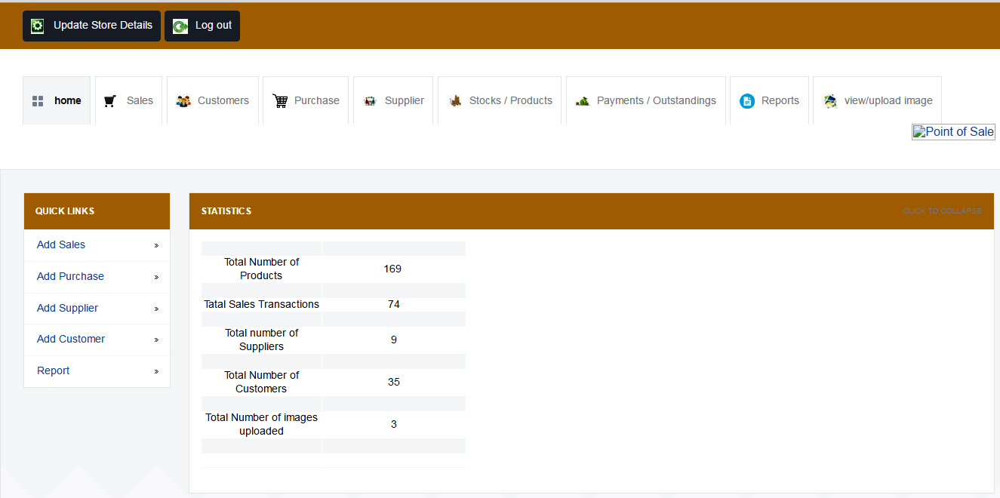 Update Store Details Log out
home Sales Customers Purchase Supplier Stocks / Products Payments / Outstandings Reports view/upload image
Point of Sale
QUICK LINKS
Add Sales »
Add Purchase »
Add Supplier »
Add Customer »
Report »
STATISTICS CLICK TO COLLAPSE
Total Number of
Products 169
Tatal Sales Transactions 74
Total number of
Suppliers 9
Total Number of
Customers 35
Total Number of images
uploaded 3